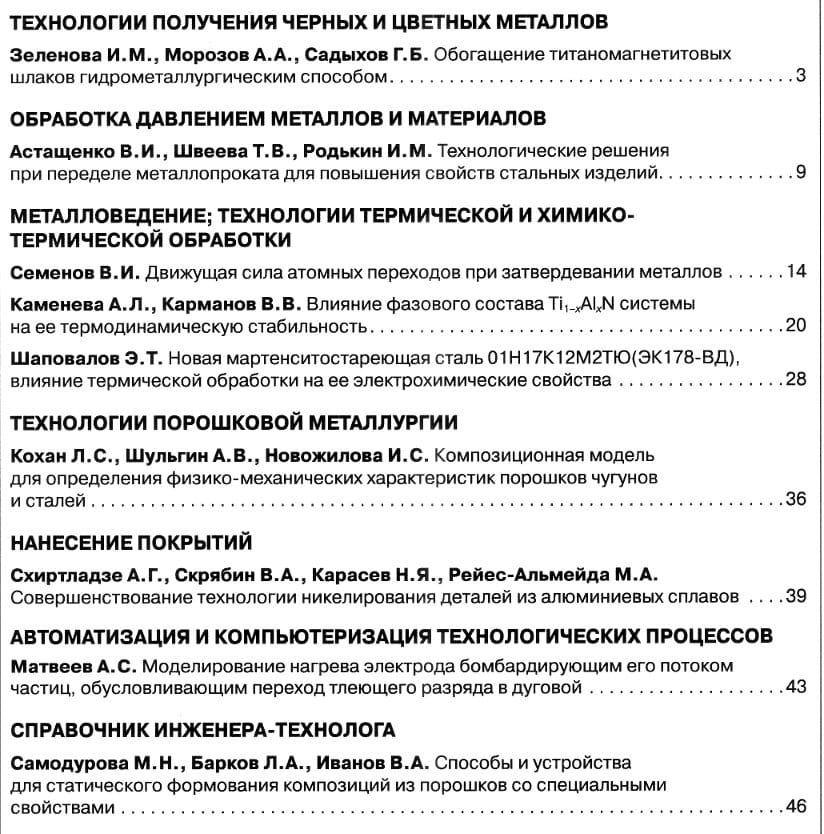 ТЕХНОЛОГИИ ПОЛУЧЕНИЯ ЧЕРНЫХ И ЦВЕТНЫХ МЕТАЛЛОВ
Зеленова И.М., Морозов А.А., Садыхов Г.Б. Обогащение титаномагнетитовых
шлаков гидрометаллургическим способом. . . . . . . . . . . . . . . . . . . . . . . . . . . . . . . . . . . . . . 3
ОБРАБОТКА ДАВЛЕНИЕМ МЕТАЛЛОВ И МАТЕРИАЛОВ
Астащенко В.И., Швеева Т.В., Родькин И.М. Технологические решения
при переделе металлопроката для повышения свойств стальных изделий. . . . . . . . . . . . . 9
МЕТАЛЛОВЕДЕНИЕ; ТЕХНОЛОГИИ ТЕРМИЧЕСКОЙ И ХИМИКО-
ТЕРМИЧЕСКОЙ ОБРАБОТКИ
Семенов В.И. Движущая сила атомных переходов при затвердевании металлов . . . . . . 14
Каменева А.Л., Карманов В.В. Влияние фазового состава Ti₁₋ₓAlₓN системы
на ее термодинамическую стабильность. . . . . . . . . . . . . . . . . . . . . . . . . . . . . . . . . . . . . . . 20
Шаповалов Э.Т. Новая мартенситостареющая сталь 01Н17К12М2ТЮ(ЭК178-ВД),
влияние термической обработки на ее электрохимические свойства . . . . . . . . . . . . . . . . 28
ТЕХНОЛОГИИ ПОРОШКОВОЙ МЕТАЛЛУРГИИ
Кохан Л.С., Шульгин А.В., Новожилова И.С. Композиционная модель
для определения физико-механических характеристик порошков чугунов
и сталей . . . . . . . . . . . . . . . . . . . . . . . . . . . . . . . . . . . . . . . . . . . . . . . . . . . . . . . . . . . . . . . . . 36
НАНЕСЕНИЕ ПОКРЫТИЙ
Схиртладзе А.Г., Скрябин В.А., Карасев Н.Я., Рейес-Альмейда М.А.
Совершенствование технологии никелирования деталей из алюминиевых сплавов . . . . 39
АВТОМАТИЗАЦИЯ И КОМПЬЮТЕРИЗАЦИЯ ТЕХНОЛОГИЧЕСКИХ ПРОЦЕССОВ
Матвеев А.С. Моделирование нагрева электрода бомбардирующим его потоком
частиц, обусловливающим переход тлеющего разряда в дуговой . . . . . . . . . . . . . . . . . . . 43
СПРАВОЧНИК ИНЖЕНЕРА-ТЕХНОЛОГА
Самодурова М.Н., Барков Л.А., Иванов В.А. Способы и устройства
для статического формования композиций из порошков со специальными
свойствами . . . . . . . . . . . . . . . . . . . . . . . . . . . . . . . . . . . . . . . . . . . . . . . . . . . . . . . . . . . . . . 46